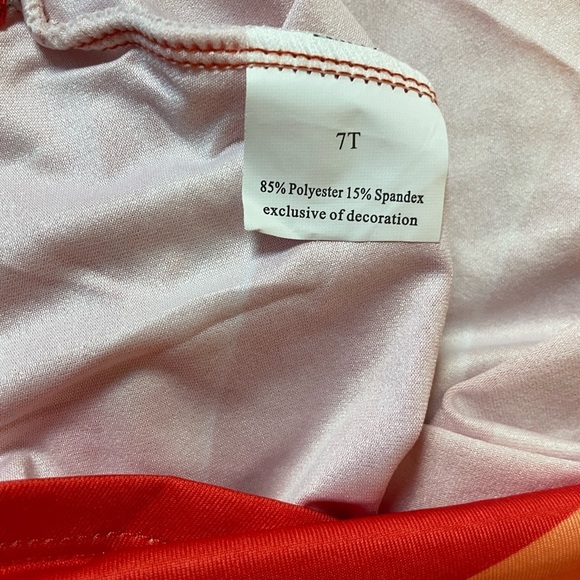 7T
85% Polyester 15% Spandex
exclusive of decoration